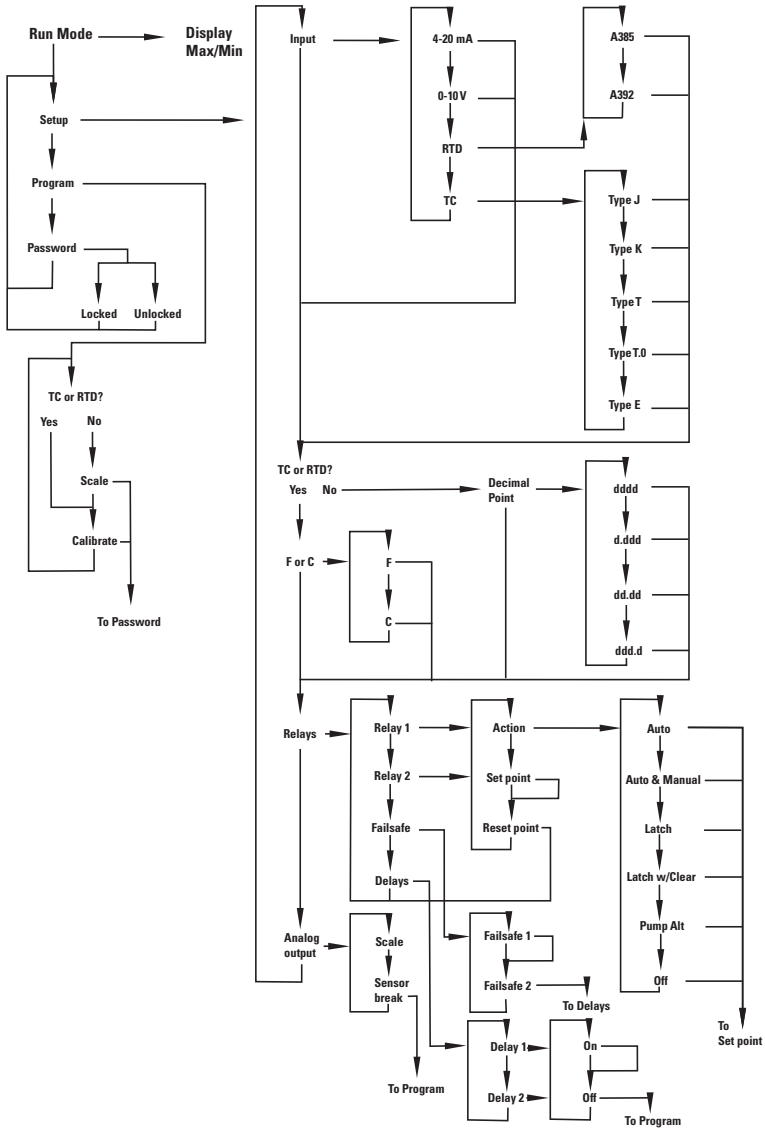 Run Mode
Display
Max/Min
Setup
Program
Password
Locked
Unlocked
TC or RTD?
Yes
No
Scale
Calibrate
To Password
Input
4-20 mA
0-10 V
RTD
TC
A385
A392
Type J
Type K
Type T
Type T.0
Type E
TC or RTD?
Yes
No
Decimal
Point
dddd
d.ddd
dd.dd
ddd.d
F or C
F
C
Relays
Relay 1
Relay 2
Failsafe
Delays
Action
Set point
Reset point
Auto
Auto & Manual
Latch
Latch w/Clear
Pump Alt
Off
To
Set point
Analog
output
Scale
Sensor
break
To Program
Failsafe 1
Failsafe 2
To Delays
Delay 1
Delay 2
On
Off
To Program